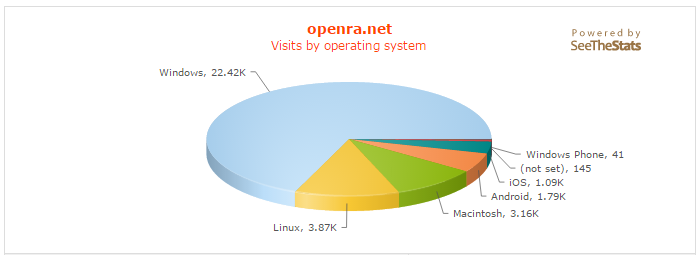 openra.net
Visits by operating system
Powered by
SeeTheStats
Windows, 22.42K
Windows Phone, 41
(not set), 145
iOS, 1.09K
Android, 1.79K
Macintosh, 3.16K
Linux, 3.87K